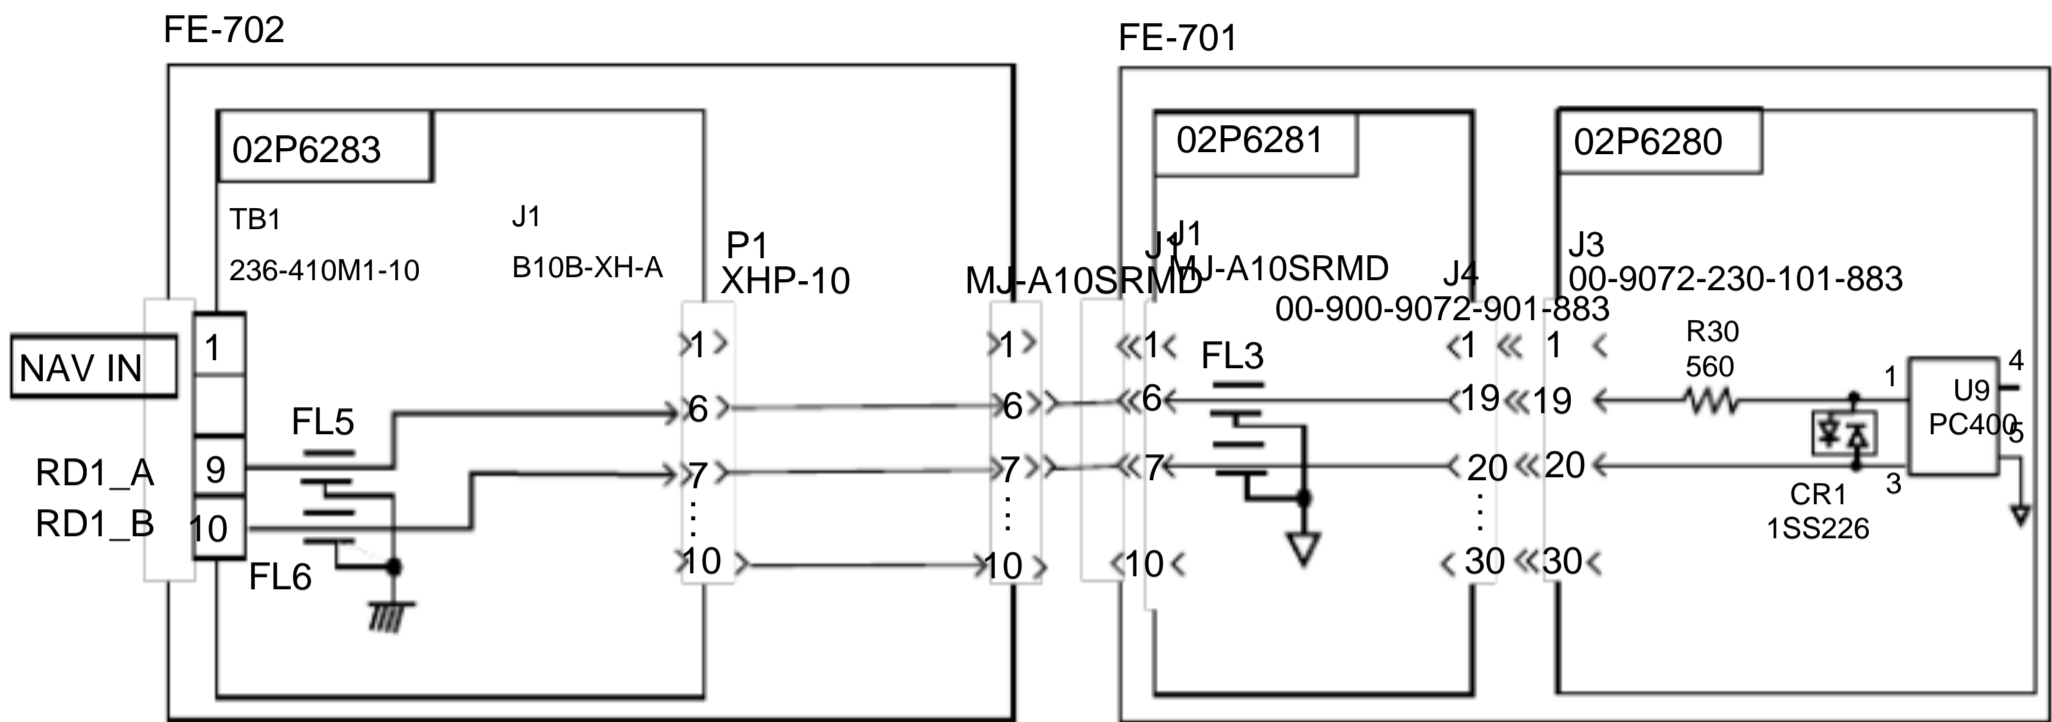 FE-702
FE-701
02P6283
02P6281
02P6280
TB1
236-410M1-10
J1
B10B-XH-A
P1
XHP-10
MJ-A10SRMD
J1
J1
MJ-A10SRMD
J4
00-900-9072-901-883
J3
00-9072-230-101-883
NAV IN
1
1
1
1
1
1
FL3
R30
560
1
4
U9
PC400
5
3
6
6
6
19
19
FL5
RD1_A
9
7
7
7
20
20
CR1
1SS226
RD1_B
10
FL6
10
10
10
30
30